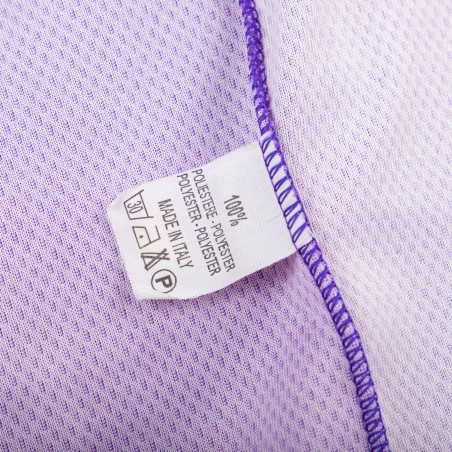 100%
POLIESTERE - POLYESTER
POLYESTER - POLYESTER
MADE IN ITALY
30
P